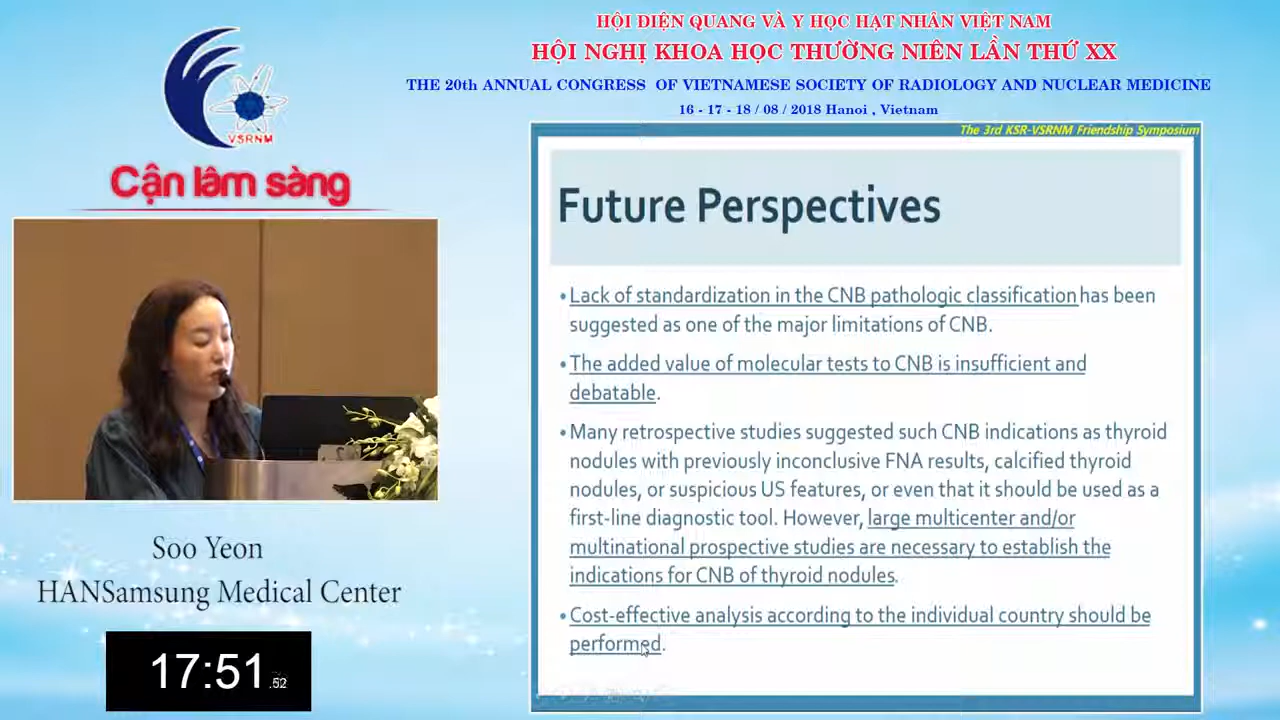 HỘI ĐIỆN QUANG VÀ Y HỌC HẠT NHÂN VIỆT NAM
HỘI NGHỊ KHOA HỌC THƯỜNG NIÊN LẦN THỨ XX
THE 20th ANNUAL CONGRESS OF VIETNAMESE SOCIETY OF RADIOLOGY AND NUCLEAR MEDICINE
16 - 17 - 18 / 08 / 2018 Hanoi , Vietnam
VSRNM
Cận lâm sàng
The 3rd KSR-VSRNM Friendship Symposium
Future Perspectives
•Lack of standardization in the CNB pathologic classification has been
suggested as one of the major limitations of CNB.
•The added value of molecular tests to CNB is insufficient and
debatable.
•Many retrospective studies suggested such CNB indications as thyroid
nodules with previously inconclusive FNA results, calcified thyroid
nodules, or suspicious US features, or even that it should be used as a
first-line diagnostic tool. However, large multicenter and/or
multinational prospective studies are necessary to establish the
indications for CNB of thyroid nodules.
•Cost-effective analysis according to the individual country should be
performed.
Soo Yeon
HANSamsung Medical Center
17:51.52